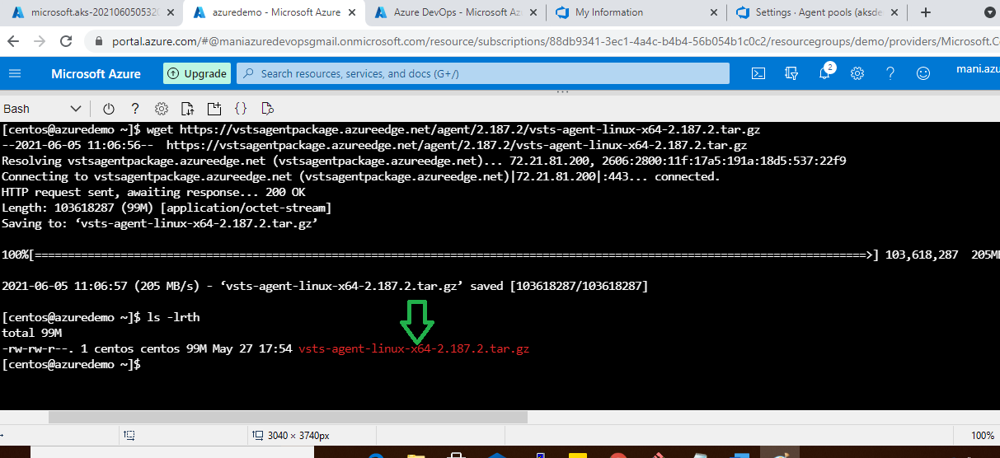 microsoft.aks-2021060505320
azuredemo - Microsoft Azure
Azure DevOps - Microsoft Az
My Information
Settings · Agent pools (aksde
portal.azure.com/#@maniazuredevopsgmail.onmicrosoft.com/resource/subscriptions/88db9341-3ec1-4a4c-b4b4-56b054b1c0c2/resourcegroups/demo/providers/Microsoft.C
Microsoft Azure
Upgrade
Search resources, services, and docs (G+/)
2
mani.azu
Bash
[centos@azuredemo ~]$ wget https://vstsagentpackage.azureedge.net/agent/2.187.2/vsts-agent-linux-x64-2.187.2.tar.gz
--2021-06-05 11:06:56-- https://vstsagentpackage.azureedge.net/agent/2.187.2/vsts-agent-linux-x64-2.187.2.tar.gz
Resolving vstsagentpackage.azureedge.net (vstsagentpackage.azureedge.net)... 72.21.81.200, 2606:2800:11f:17a5:191a:18d5:537:22f9
Connecting to vstsagentpackage.azureedge.net (vstsagentpackage.azureedge.net)|72.21.81.200|:443... connected.
HTTP request sent, awaiting response... 200 OK
Length: 103618287 (99M) [application/octet-stream]
Saving to: ‘vsts-agent-linux-x64-2.187.2.tar.gz’
100%[==============================================================================================================================>] 103,618,287 205MB
2021-06-05 11:06:57 (205 MB/s) - ‘vsts-agent-linux-x64-2.187.2.tar.gz’ saved [103618287/103618287]
[centos@azuredemo ~]$ ls -lrth
total 99M
-rw-rw-r--. 1 centos centos 99M May 27 17:54 vsts-agent-linux-x64-2.187.2.tar.gz
[centos@azuredemo ~]$
3040 × 3740px
100%